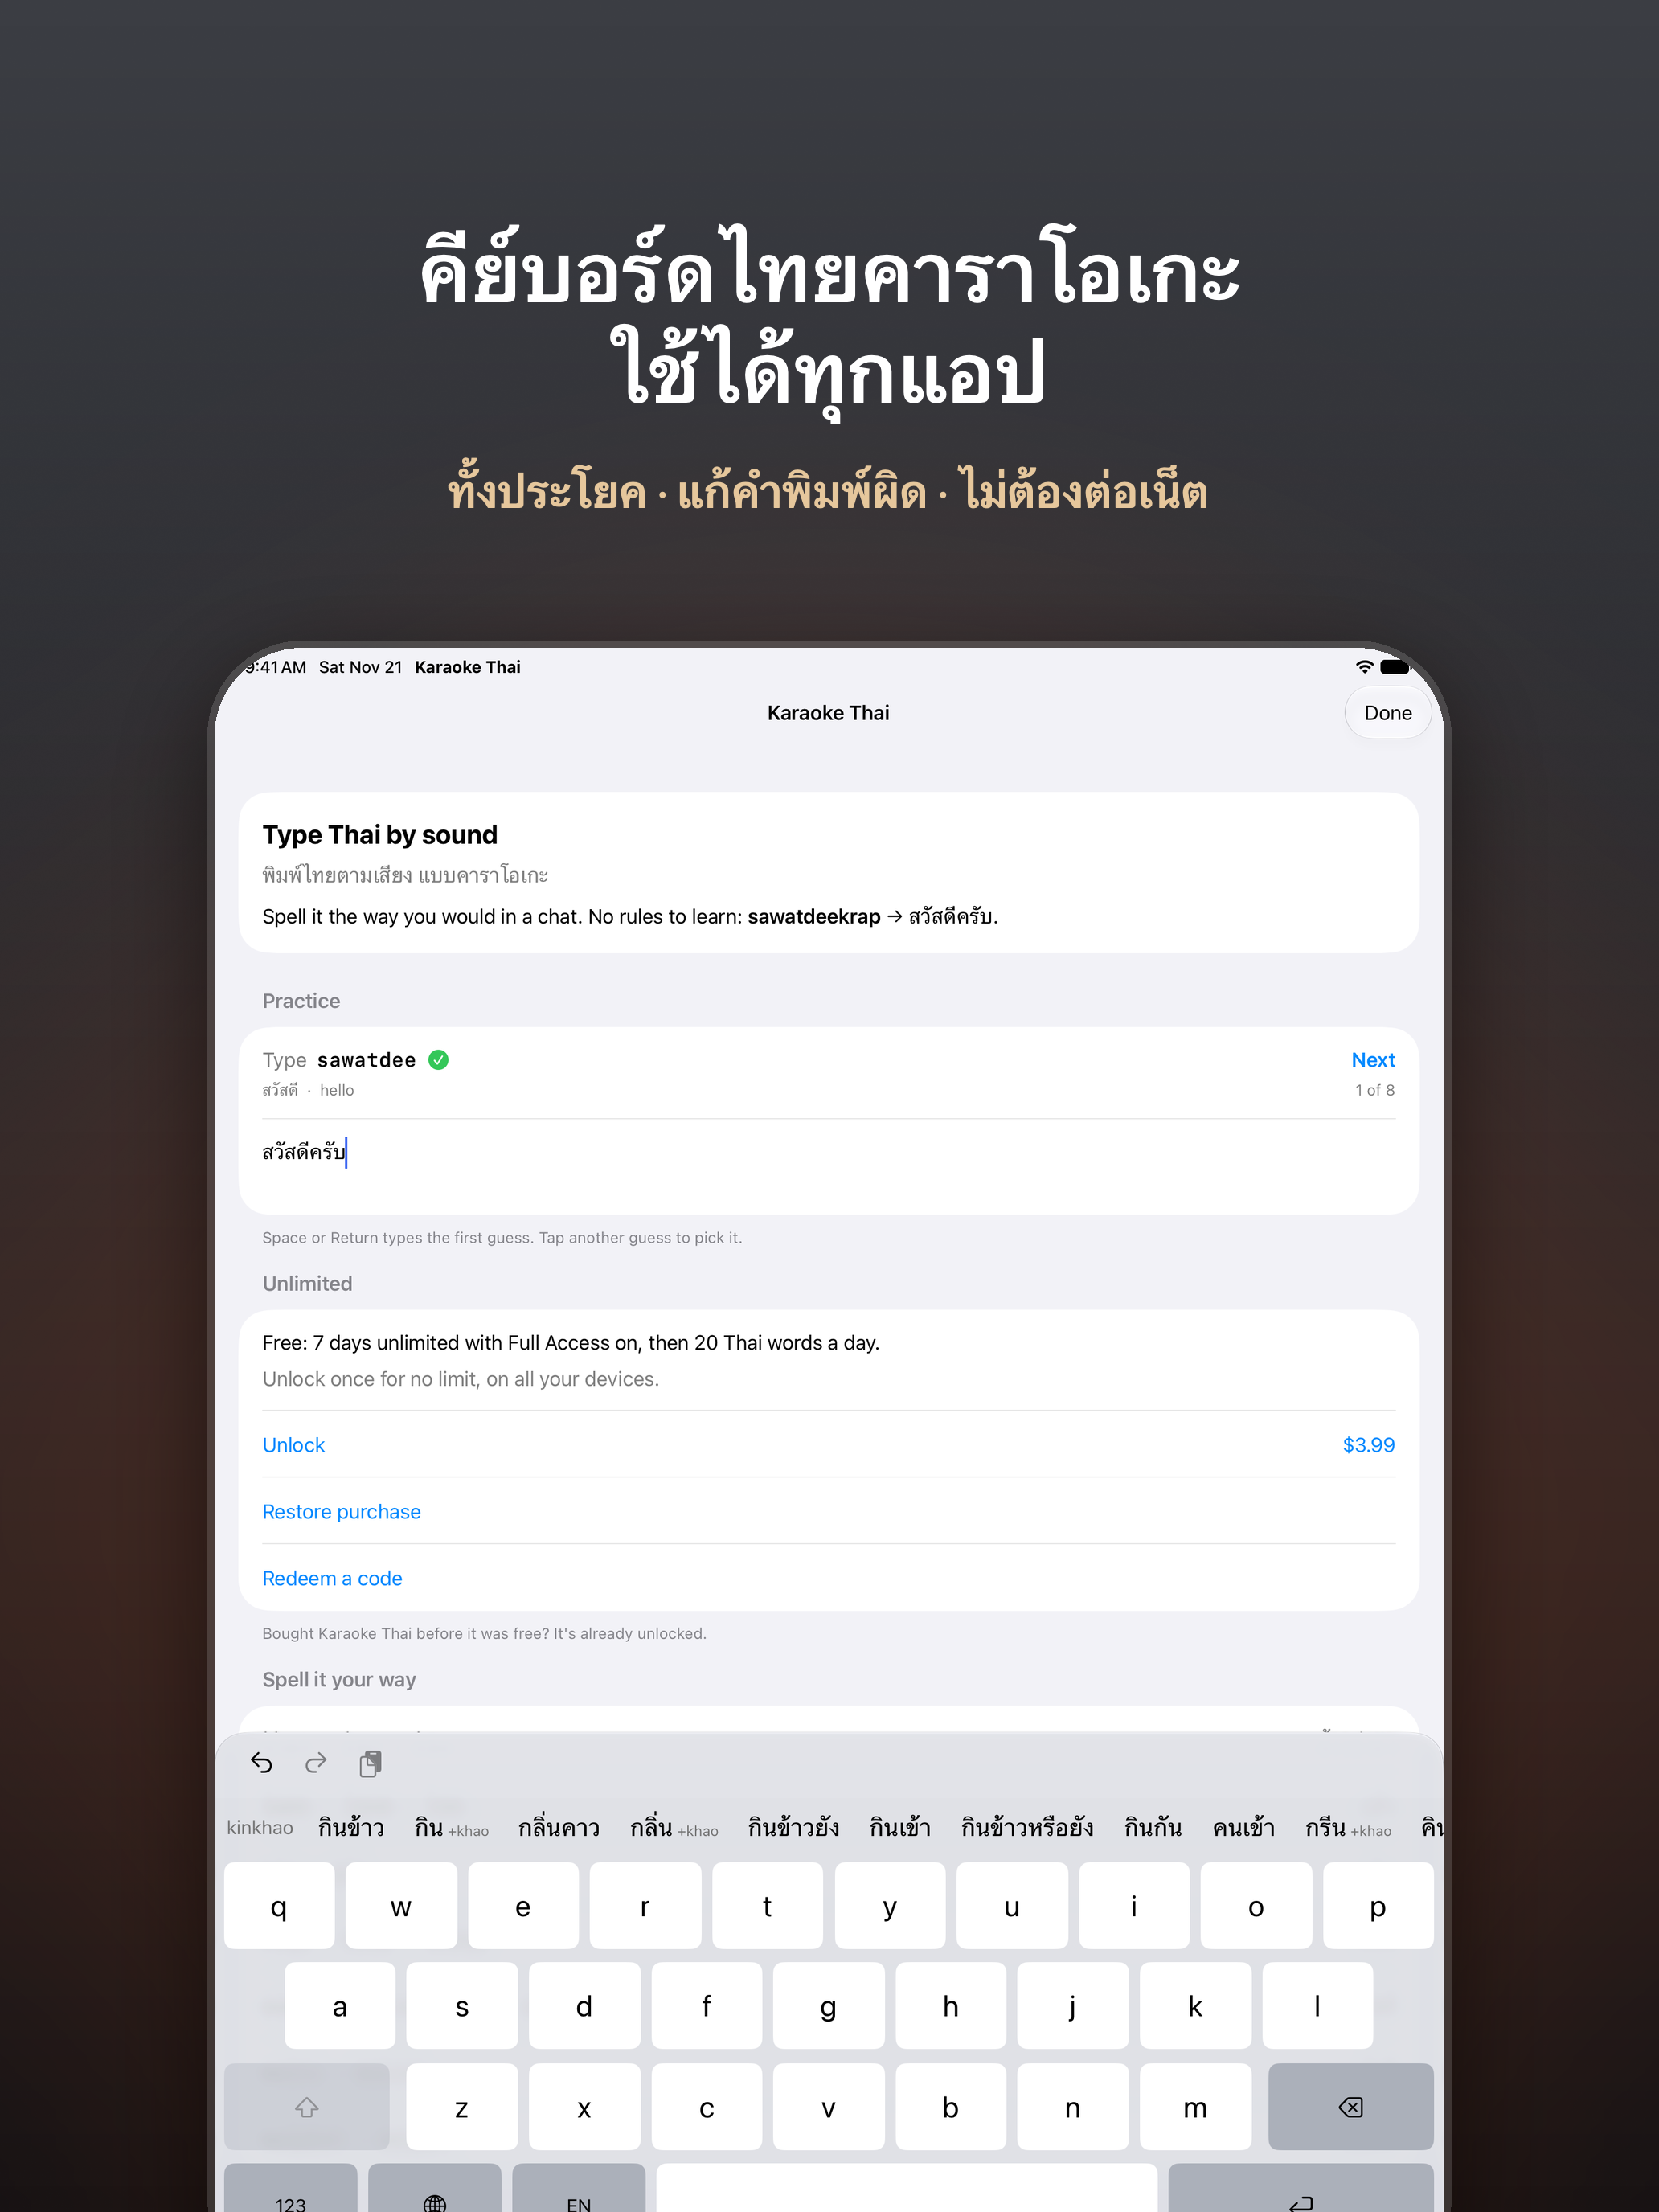 คีย์บอร์ดไทยคาราโอเกะ
ใช้ได้ทุกแอป
ทั้งประโยค · แก้คำพิมพ์ผิด · ไม่ต้องต่อเน็ต
9:41 AM Sat Nov 21 Karaoke Thai
Karaoke Thai
Done
Type Thai by sound
พิมพ์ไทยตามเสียง แบบคาราโอเกะ
Spell it the way you would in a chat. No rules to learn: sawatdeekrap → สวัสดีครับ.
Practice
Type sawatdee
Next
สวัสดี · hello
1 of 8
สวัสดีครับ
Space or Return types the first guess. Tap another guess to pick it.
Unlimited
Free: 7 days unlimited with Full Access on, then 20 Thai words a day.
Unlock once for no limit, on all your devices.
Unlock $3.99
Restore purchase
Redeem a code
Bought Karaoke Thai before it was free? It's already unlocked.
Spell it your way
kinkhao กินข้าว กิน +khao กลิ่นคาว กลิ่น +khao กินข้าวยัง กินเข้า กินข้าวหรือยัง กินกัน คนเข้า กรีน +khao
q w e r t y u i o p
a s d f g h j k l
z x c v b n m
123 EN